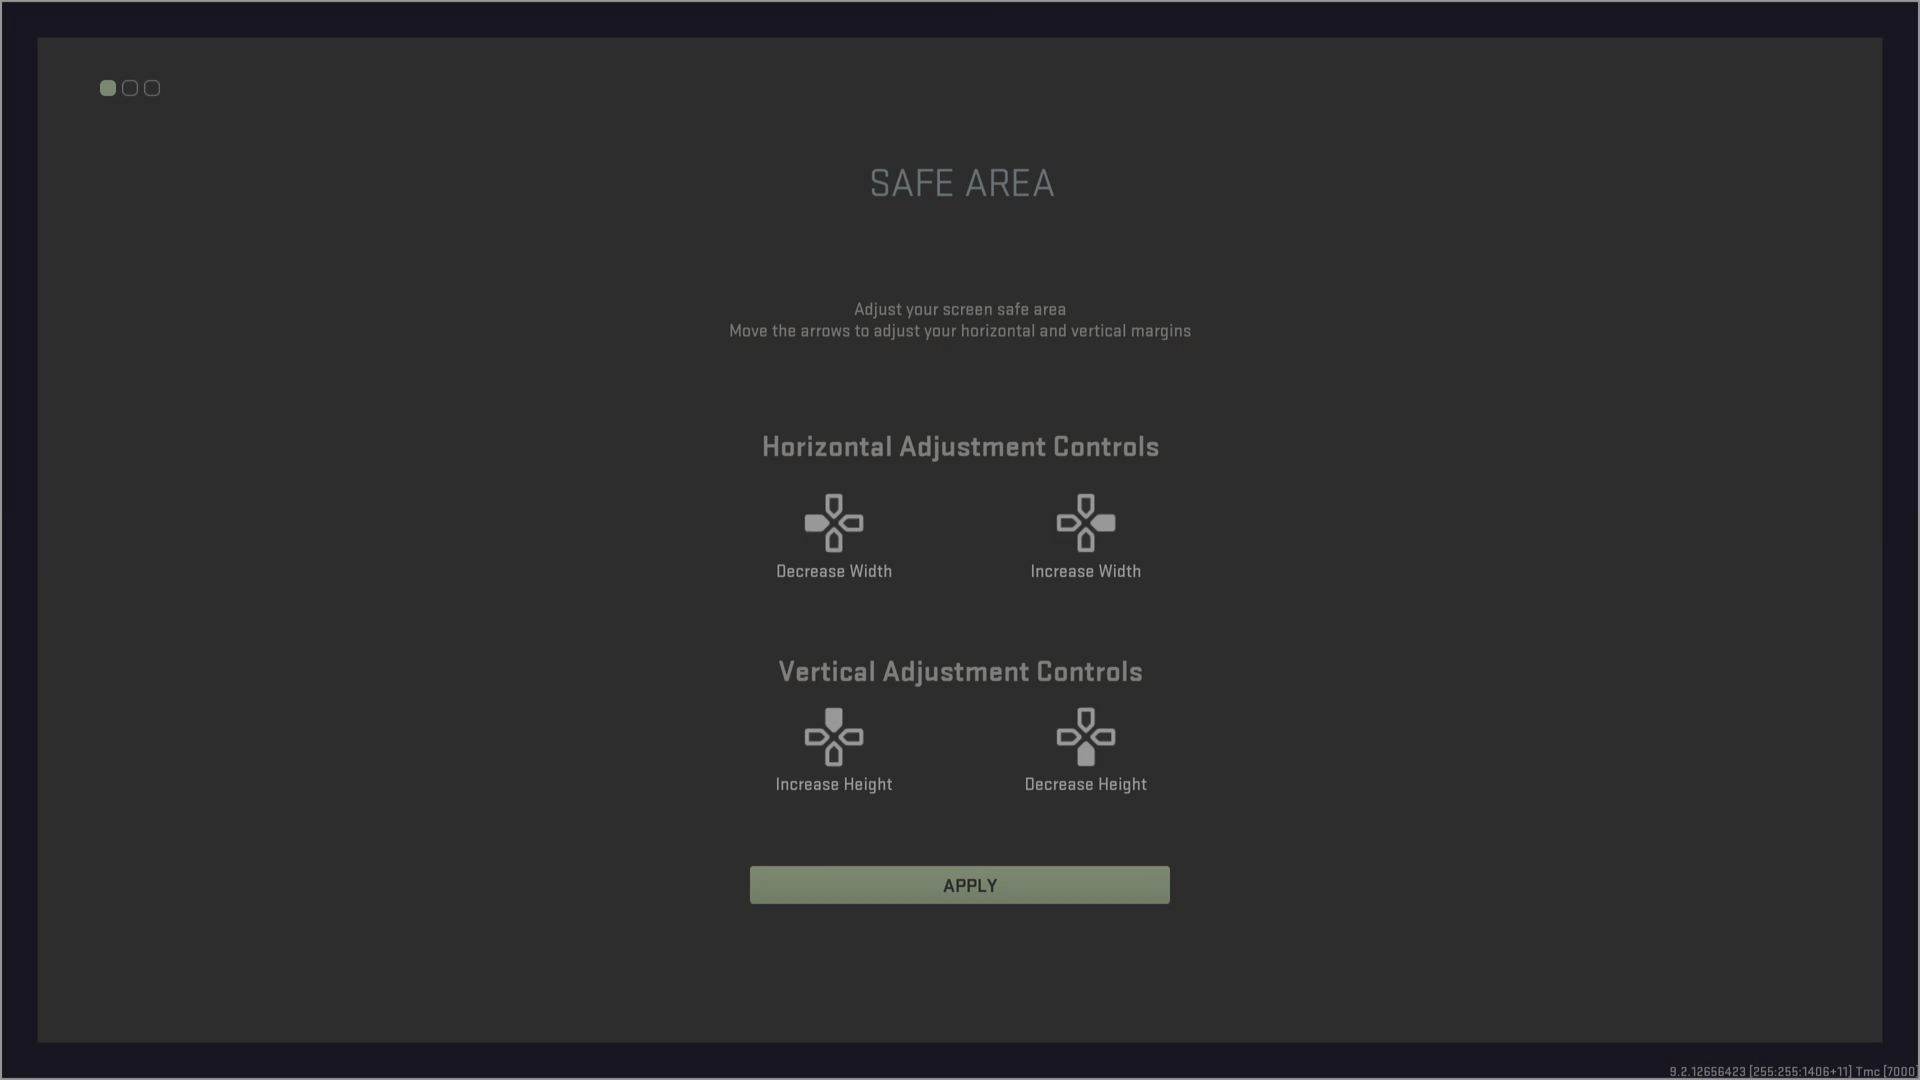 SAFE AREA
Adjust your screen safe area
Move the arrows to adjust your horizontal and vertical margins
Horizontal Adjustment Controls
Decrease Width
Increase Width
Vertical Adjustment Controls
Increase Height
Decrease Height
APPLY
9.2.12656423 [255:255:1406+11] Tmc [7000]